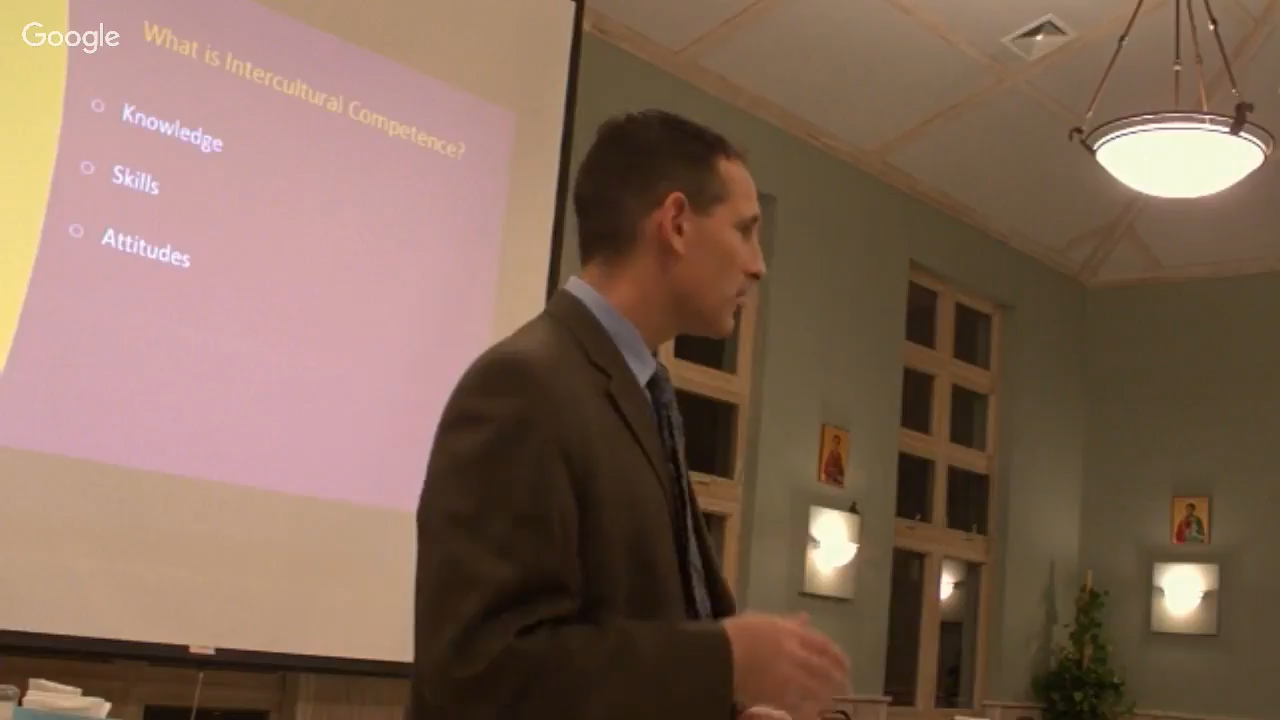 Google
What is Intercultural Competence?
Knowledge
Skills
Attitudes